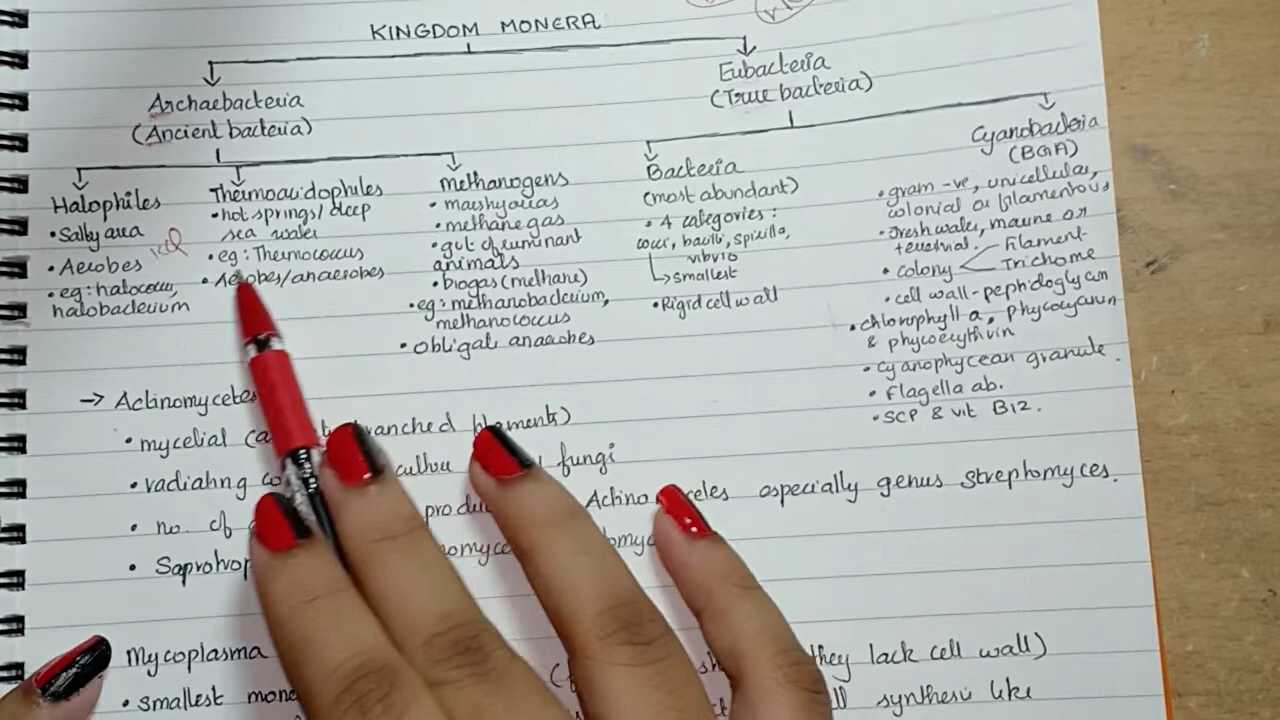 KINGDOM MONERA
Archaebacteria
(Ancient bacteria)
Halophiles
• Salty area
• Aerobes
• eg: halococcus,
halobacterium
Thermoacidophiles
• hot springs/ deep
sea water
• eg: Thermococcus
• Aerobes/anaerobes
methanogens
• marshy areas
• methane gas
• gut of ruminant
animals
• biogas (methane)
• eg: methanobacterium,
methanococcus
• obligate anaerobes
Eubacteria
(True bacteria)
Bacteria
(most abundant)
• 4 categories:
cocci, bacilli, spirilla,
vibrio
smallest
• Rigid cell wall
Cyanobacteria
(BGA)
• gram -ve, unicellular,
colonial or filamentous
• fresh water, marine or
terrestrial.
• colony
Filament
Trichome
• cell wall - peptidoglycan
• chlorophyll a, phycocyanin
& phycoerythrin
• cyanophycean granule.
• flagella ab.
• SCP & vit B12.
→ Actinomycetes
• mycelial branched filaments)
• radiating fungi
• no of especially genus Streptomyces.
•
Mycoplasma they lack cell wall)
• smallest synthesis like